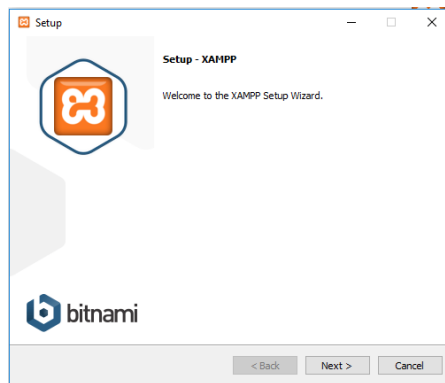 Setup
Setup - XAMPP
Welcome to the XAMPP Setup Wizard.
bitnami
< Back
Next >
Cancel